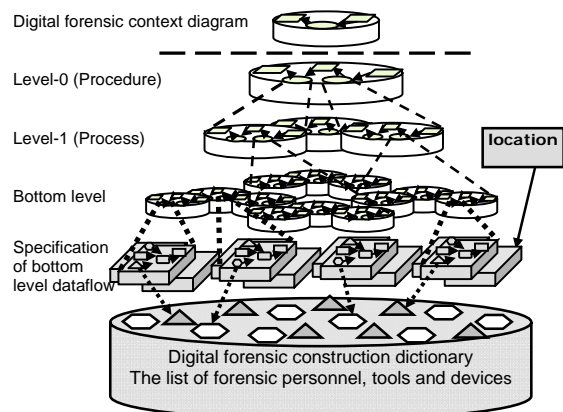 Digital forensic context diagram
Level-0 (Procedure)
Level-1 (Process)
location
Bottom level
Specification
of bottom
level dataflow
Digital forensic construction dictionary
The list of forensic personnel, tools and devices